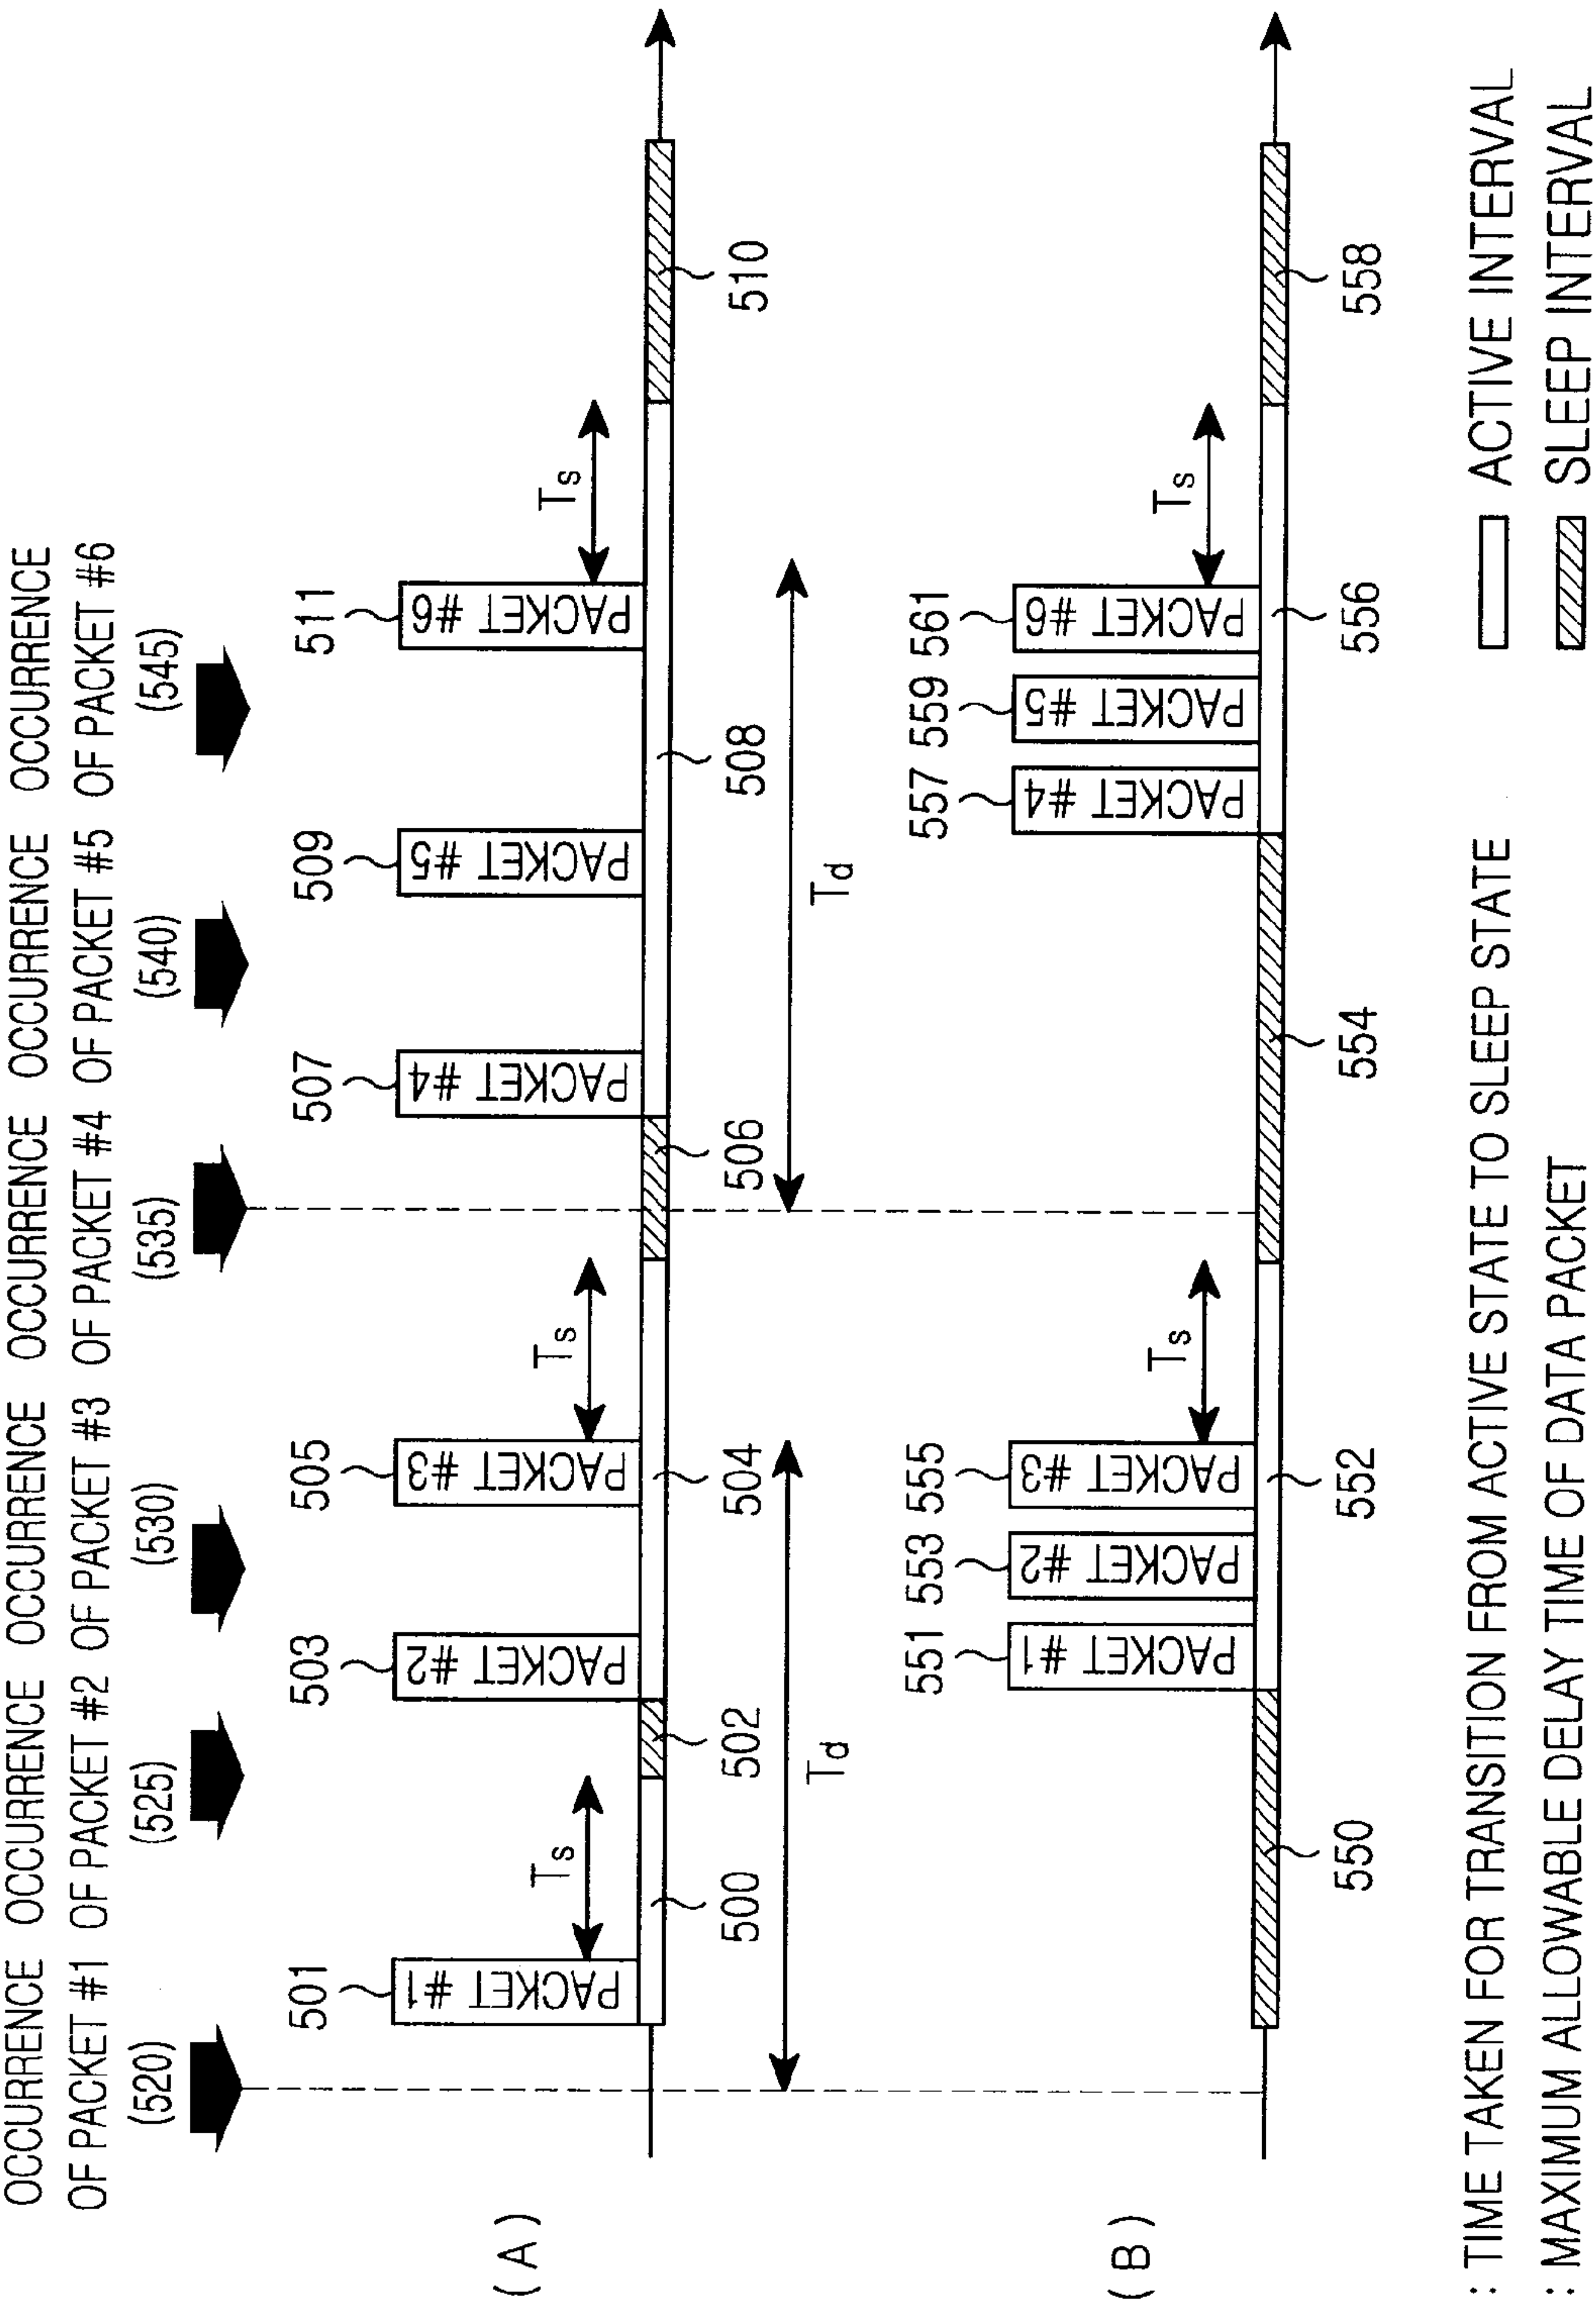 OCCURRENCE OCCURRENCE OCCURRENCE OCCURRENCE OCCURRENCE OCCURRENCE
OF PACKET #1 OF PACKET #2 OF PACKET #3 OF PACKET #4 OF PACKET #5 OF PACKET #6
(520) (525) (530) (535) (540) (545)
501 503 505 507 509 511
(A)
PACKET #1 PACKET #2 PACKET #3 PACKET #4 PACKET #5 PACKET #6
Ts Ts Ts
500 502 504 506 508 510
Td Td
551 553 555 557 559 561
(B)
PACKET #1 PACKET #2 PACKET #3 PACKET #4 PACKET #5 PACKET #6
Ts Ts
550 552 554 556 558
: TIME TAKEN FOR TRANSITION FROM ACTIVE STATE TO SLEEP STATE ACTIVE INTERVAL
: MAXIMUM ALLOWABLE DELAY TIME OF DATA PACKET SLEEP INTERVAL